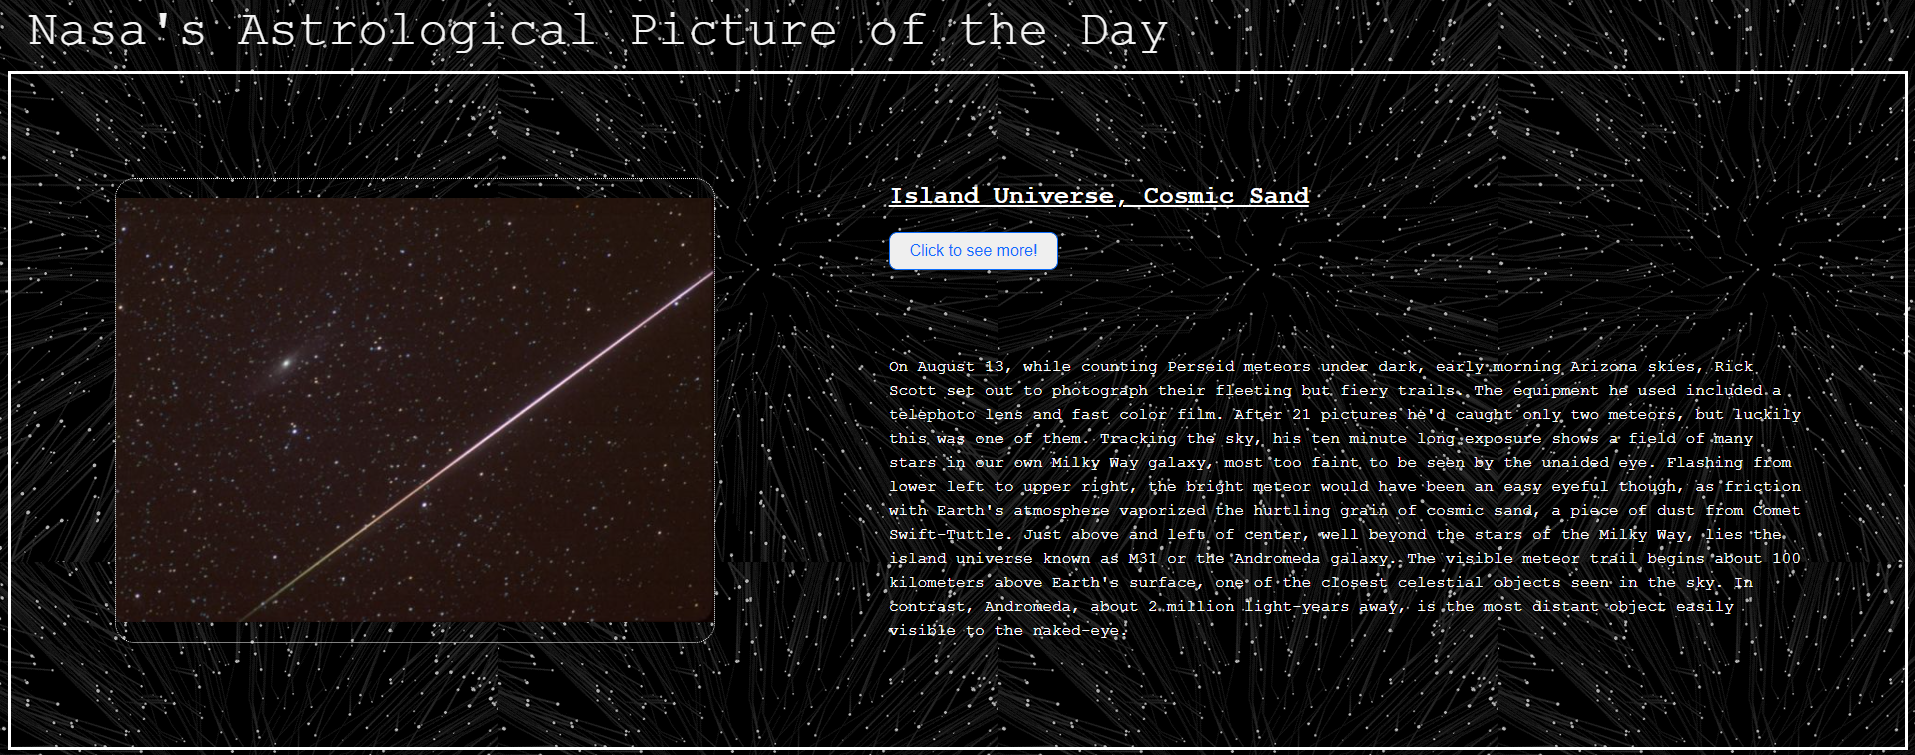 Nasa's Astrological Picture of the Day
Island Universe, Cosmic Sand
Click to see more!
On August 13, while counting Perseid meteors under dark, early morning Arizona skies, Rick
Scott set out to photograph their fleeting but fiery trails. The equipment he used included a
telephoto lens and fast color film. After 21 pictures he'd caught only two meteors, but luckily
this was one of them. Tracking the sky, his ten minute long exposure shows a field of many
stars in our own Milky Way galaxy, most too faint to be seen by the unaided eye. Flashing from
lower left to upper right, the bright meteor would have been an easy eyeful though, as friction
with Earth's atmosphere vaporized the hurtling grain of cosmic sand, a piece of dust from Comet
Swift-Tuttle. Just above and left of center, well beyond the stars of the Milky Way, lies the
island universe known as M31 or the Andromeda galaxy. The visible meteor trail begins about 100
kilometers above Earth's surface, one of the closest celestial objects seen in the sky. In
contrast, Andromeda, about 2 million light-years away, is the most distant object easily
visible to the naked-eye.